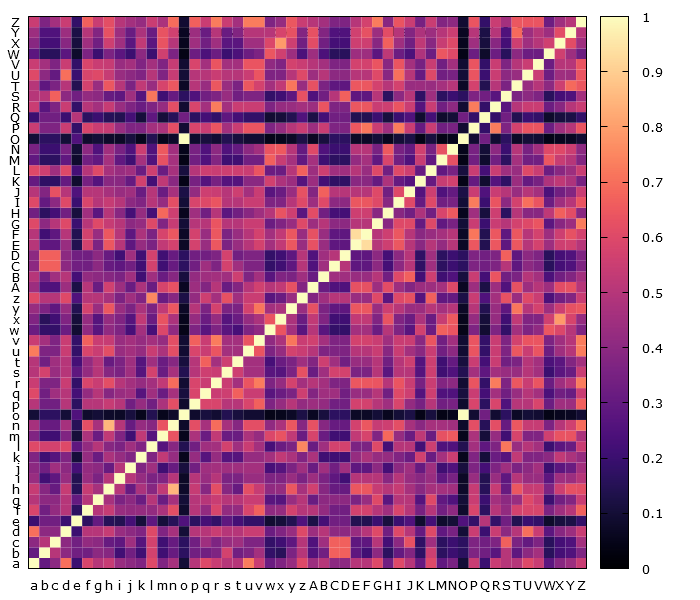 Z
Y
X
W
V
U
T
S
R
Q
P
O
N
M
L
K
J
I
H
G
F
E
D
C
B
A
z
y
x
w
v
u
t
s
r
q
p
o
n
m
l
k
j
i
h
g
f
e
d
c
b
a
a b c d e f g h i j k l m n o p q r s t u v w x y z A B C D E F G H I J K L M N O P Q R S T U V W X Y Z
1
0.9
0.8
0.7
0.6
0.5
0.4
0.3
0.2
0.1
0